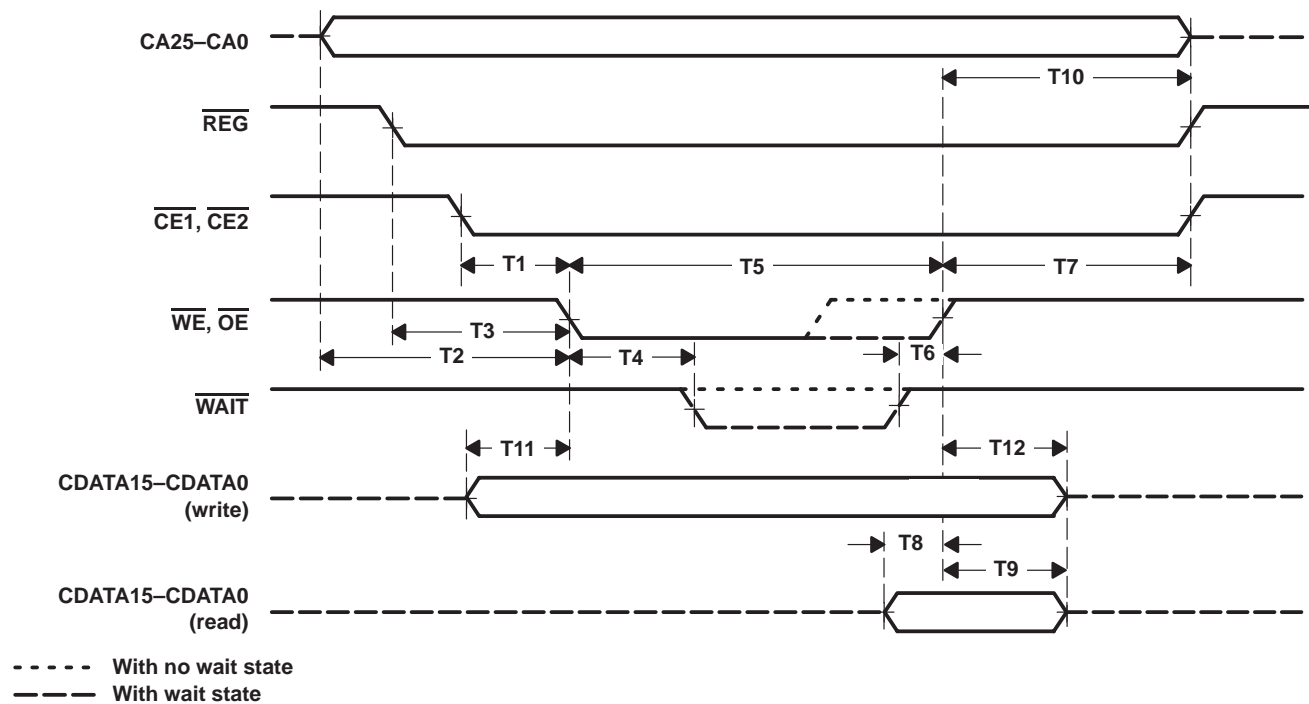 CA25–CA0
T10
REG
CE1, CE2
T1
T5
T7
WE, OE
T3
T6
T2
T4
WAIT
T11
T12
CDATA15–CDATA0
(write)
T8
T9
CDATA15–CDATA0
(read)
With no wait state
With wait state